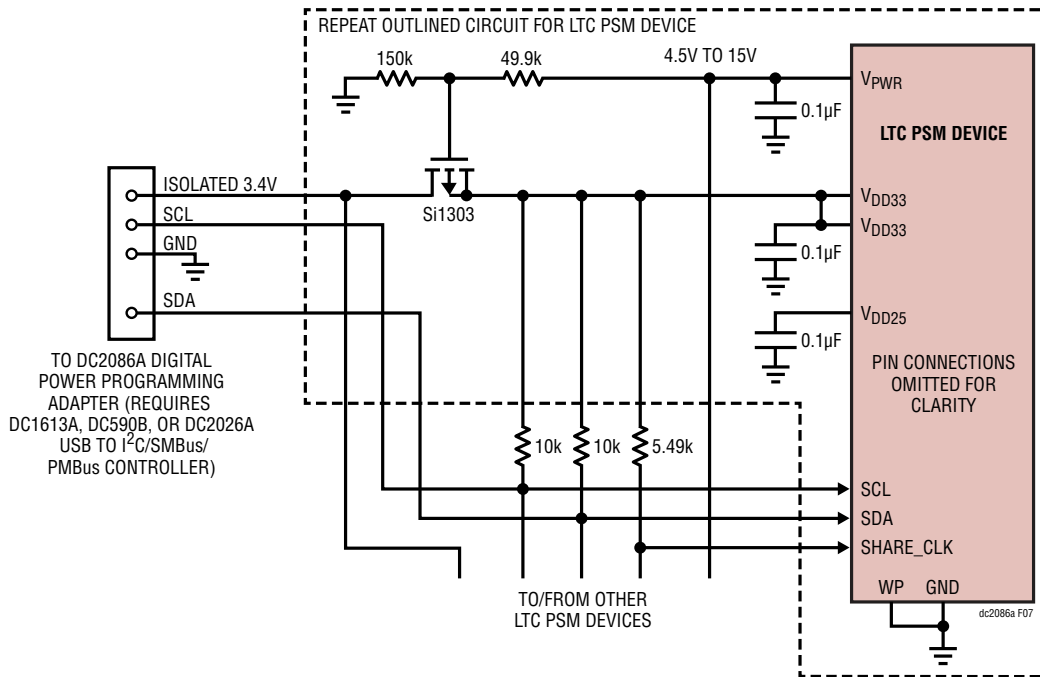 REPEAT OUTLINED CIRCUIT FOR LTC PSM DEVICE
150k
49.9k
4.5V TO 15V
VPWR
0.1µF
LTC PSM DEVICE
Si1303
ISOLATED 3.4V
SCL
GND
SDA
VDD33
VDD33
0.1µF
VDD25
0.1µF
TO DC2086A DIGITAL
POWER PROGRAMMING
ADAPTER (REQUIRES
DC1613A, DC590B, OR DC2026A
USB TO I2C/SMBus/
PMBus CONTROLLER)
PIN CONNECTIONS
OMITTED FOR
CLARITY
10k
10k
5.49k
SCL
SDA
SHARE_CLK
WP
GND
TO/FROM OTHER
LTC PSM DEVICES
dc2086a F07